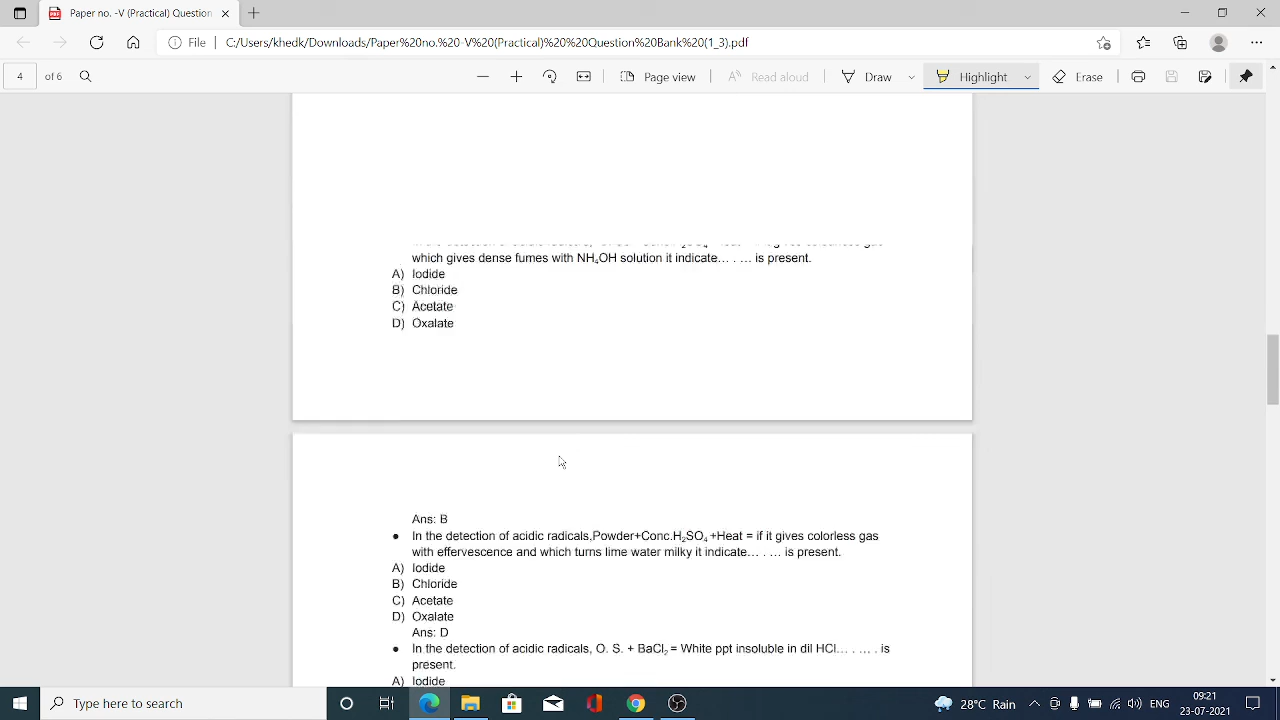 Paper no. -V (Practical) Question
File
C:/Users/khedk/Downloads/Paper%20no.%20-V%20(Practical)%20%20Question%20Bank%20(1_3).pdf
4 of 6
Page view
Read aloud
Draw
Highlight
Erase
which gives dense fumes with NH₄OH solution it indicate... . ... is present.
A) Iodide
B) Chloride
C) Acetate
D) Oxalate
Ans: B
● In the detection of acidic radicals,Powder+Conc.H₂SO₄ +Heat = if it gives colorless gas
with effervescence and which turns lime water milky it indicate... . ... is present.
A) Iodide
B) Chloride
C) Acetate
D) Oxalate
Ans: D
● In the detection of acidic radicals, O. S. + BaCl₂ = White ppt insoluble in dil HCl... . ... . is
present.
A) Iodide
Type here to search
28°C Rain
ENG
09:21
23-07-2021